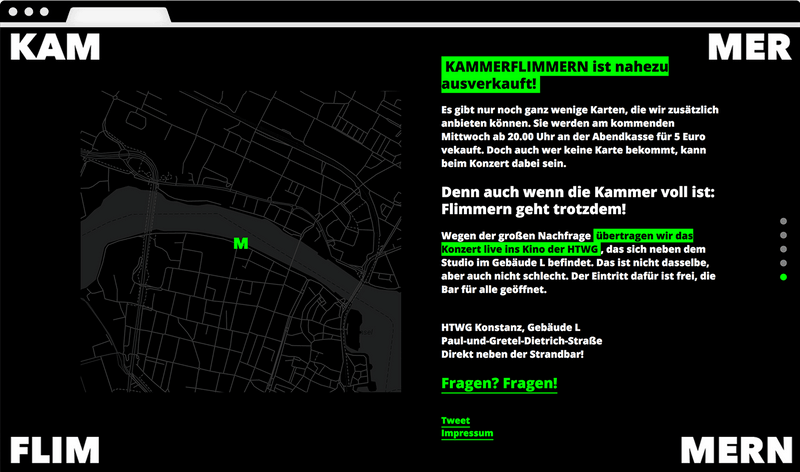 KAM
MER
KAMMERFLIMMERN ist nahezu
ausverkauft!
Es gibt nur noch ganz wenige Karten, die wir zusätzlich
anbieten können. Sie werden am kommenden
Mittwoch ab 20.00 Uhr an der Abendkasse für 5 Euro
vekauft. Doch auch wer keine Karte bekommt, kann
beim Konzert dabei sein.
Denn auch wenn die Kammer voll ist:
Flimmern geht trotzdem!
Wegen der großen Nachfrage übertragen wir das
Konzert live ins Kino der HTWG, das sich neben dem
Studio im Gebäude L befindet. Das ist nicht dasselbe,
aber auch nicht schlecht. Der Eintritt dafür ist frei, die
Bar für alle geöffnet.
M
HTWG Konstanz, Gebäude L
Paul-und-Gretel-Dietrich-Straße
Direkt neben der Strandbar!
Fragen? Fragen!
Tweet
Impressum
FLIM
MERN